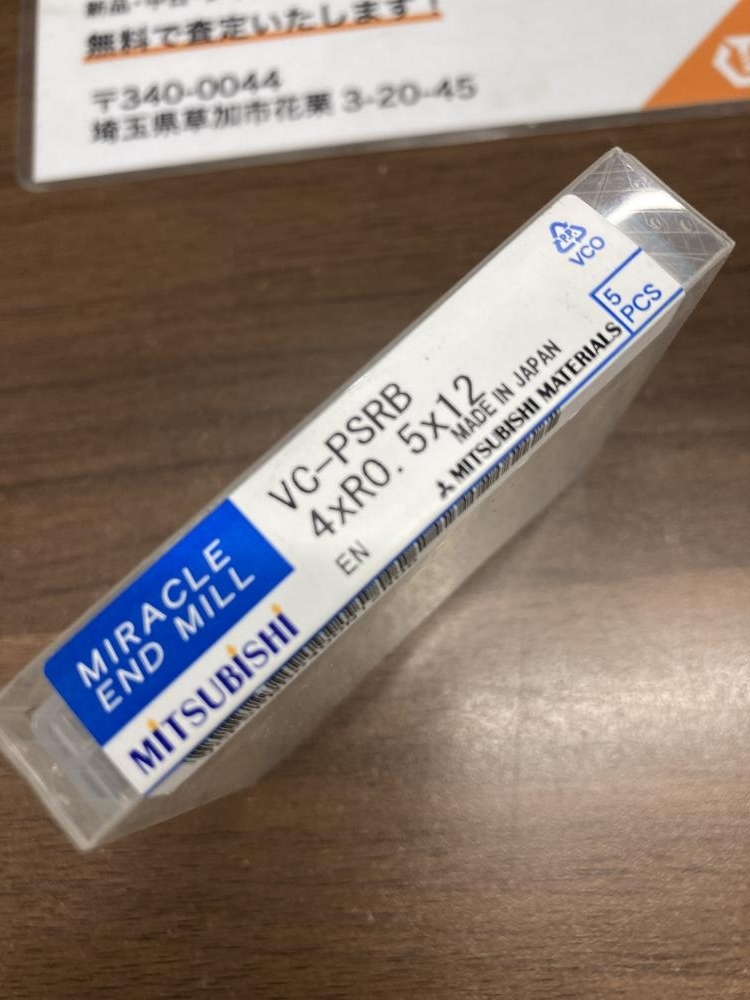 無料で査定いたします！
〒340-0044
埼玉県草加市花栗 3-20-45
PP
VCO
5
PCS
VC-PSRB
4xR0. 5x12
MADE IN JAPAN
MITSUBISHI MATERIALS
EN
MIRACLE
END MILL
MITSUBISHI